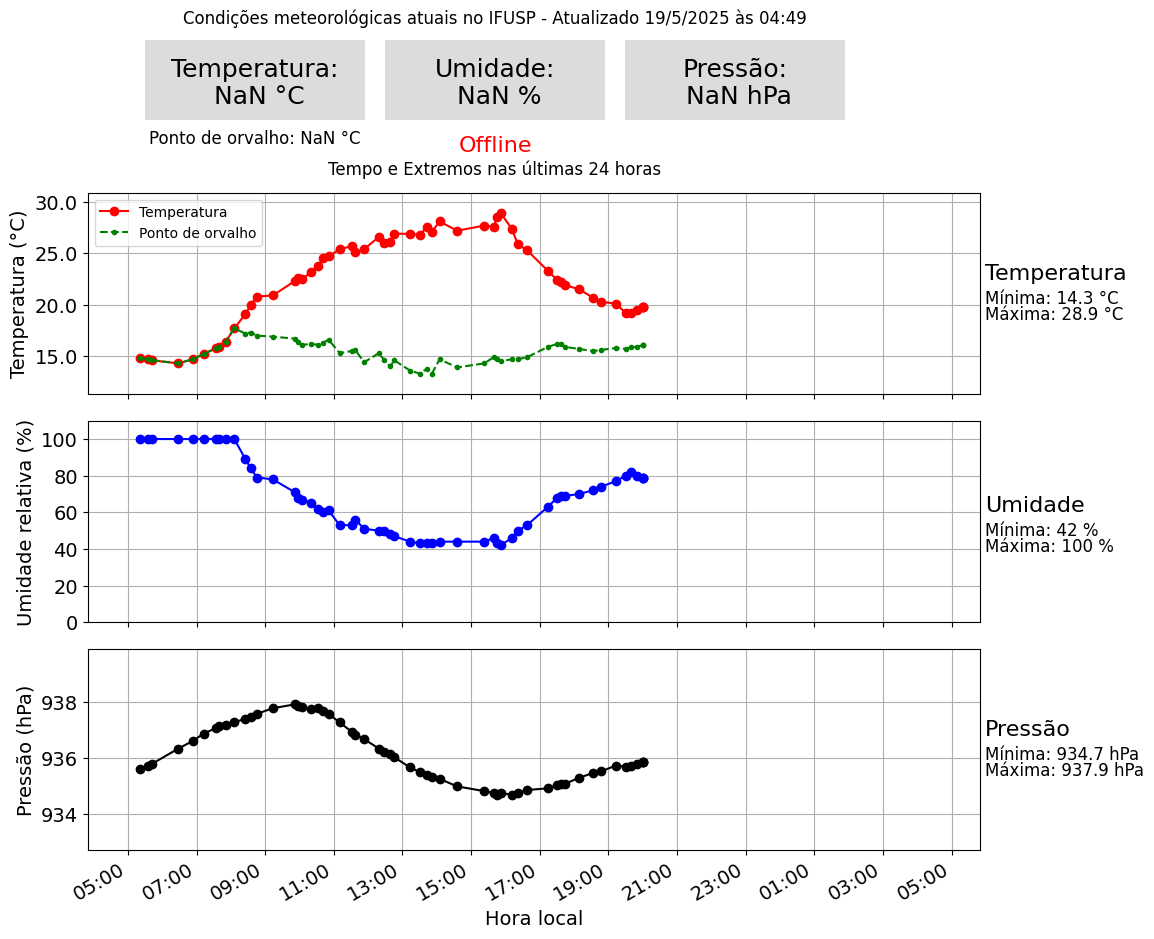 Condições meteorológicas atuais no IFUSP - Atualizado 19/5/2025 às 04:49
Temperatura:
NaN °C
Umidade:
NaN %
Pressão:
NaN hPa
Ponto de orvalho: NaN °C
Offline
Tempo e Extremos nas últimas 24 horas
Temperatura (°C)
30.0
25.0
20.0
15.0
Temperatura
Ponto de orvalho
Temperatura
Mínima: 14.3 °C
Máxima: 28.9 °C
Umidade relativa (%)
100
80
60
40
20
0
Umidade
Mínima: 42 %
Máxima: 100 %
Pressão (hPa)
938
936
934
Pressão
Mínima: 934.7 hPa
Máxima: 937.9 hPa
05:00 07:00 09:00 11:00 13:00 15:00 17:00 19:00 21:00 23:00 01:00 03:00 05:00
Hora local